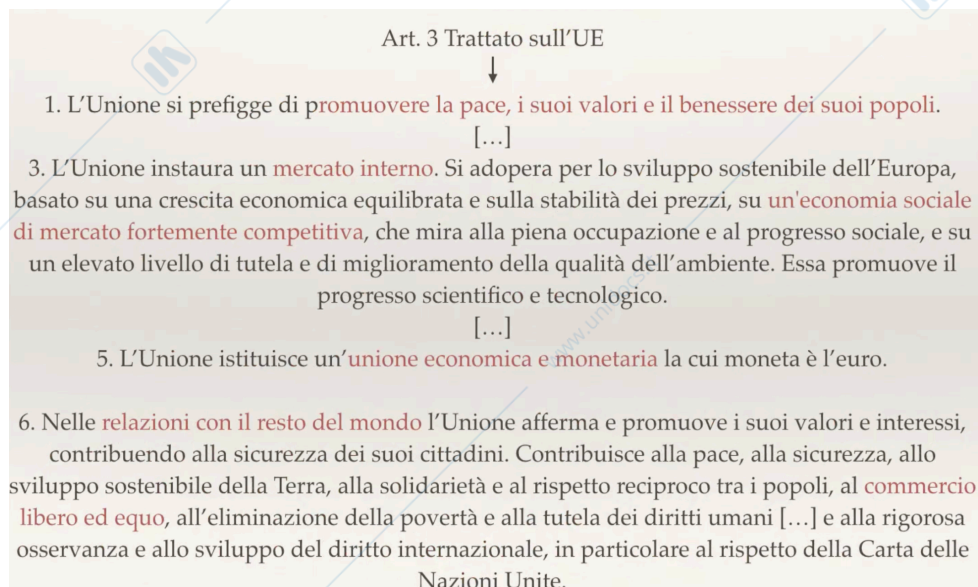 Art. 3 Trattato sull'UE
↓
1. L'Unione si prefigge di promuovere la pace, i suoi valori e il benessere dei suoi popoli.
[…]
3. L'Unione instaura un mercato interno. Si adopera per lo sviluppo sostenibile dell'Europa,
basato su una crescita economica equilibrata e sulla stabilità dei prezzi, su un'economia sociale
di mercato fortemente competitiva, che mira alla piena occupazione e al progresso sociale, e su
un elevato livello di tutela e di miglioramento della qualità dell'ambiente. Essa promuove il
progresso scientifico e tecnologico.
[…]
5. L'Unione istituisce un'unione economica e monetaria la cui moneta è l'euro.
6. Nelle relazioni con il resto del mondo l'Unione afferma e promuove i suoi valori e interessi,
contribuendo alla sicurezza dei suoi cittadini. Contribuisce alla pace, alla sicurezza, allo
sviluppo sostenibile della Terra, alla solidarietà e al rispetto reciproco tra i popoli, al commercio
libero ed equo, all'eliminazione della povertà e alla tutela dei diritti umani […] e alla rigorosa
osservanza e allo sviluppo del diritto internazionale, in particolare al rispetto della Carta delle
Nazioni Unite.